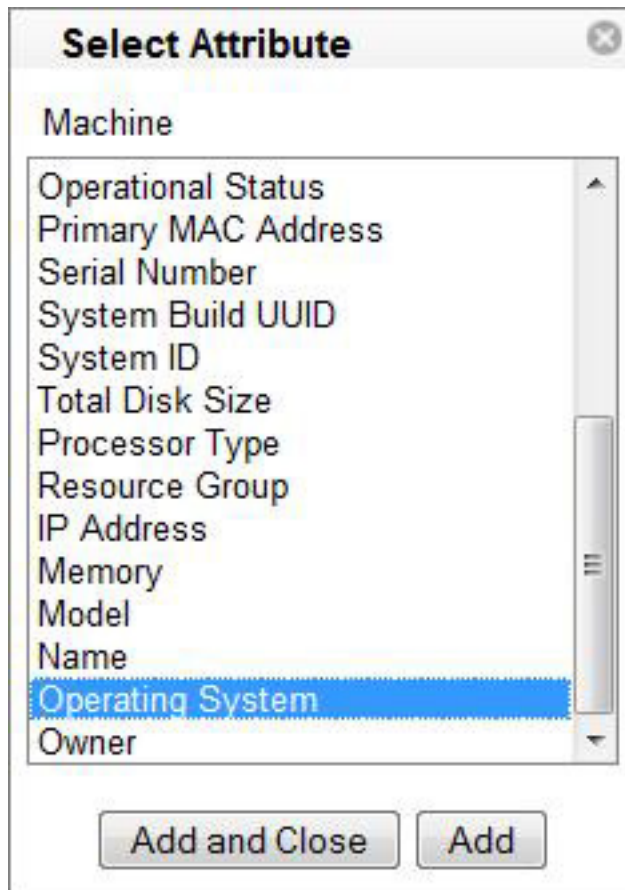 Select Attribute
Machine
Operational Status
Primary MAC Address
Serial Number
System Build UUID
System ID
Total Disk Size
Processor Type
Resource Group
IP Address
Memory
Model
Name
Operating System
Owner
Add and Close Add